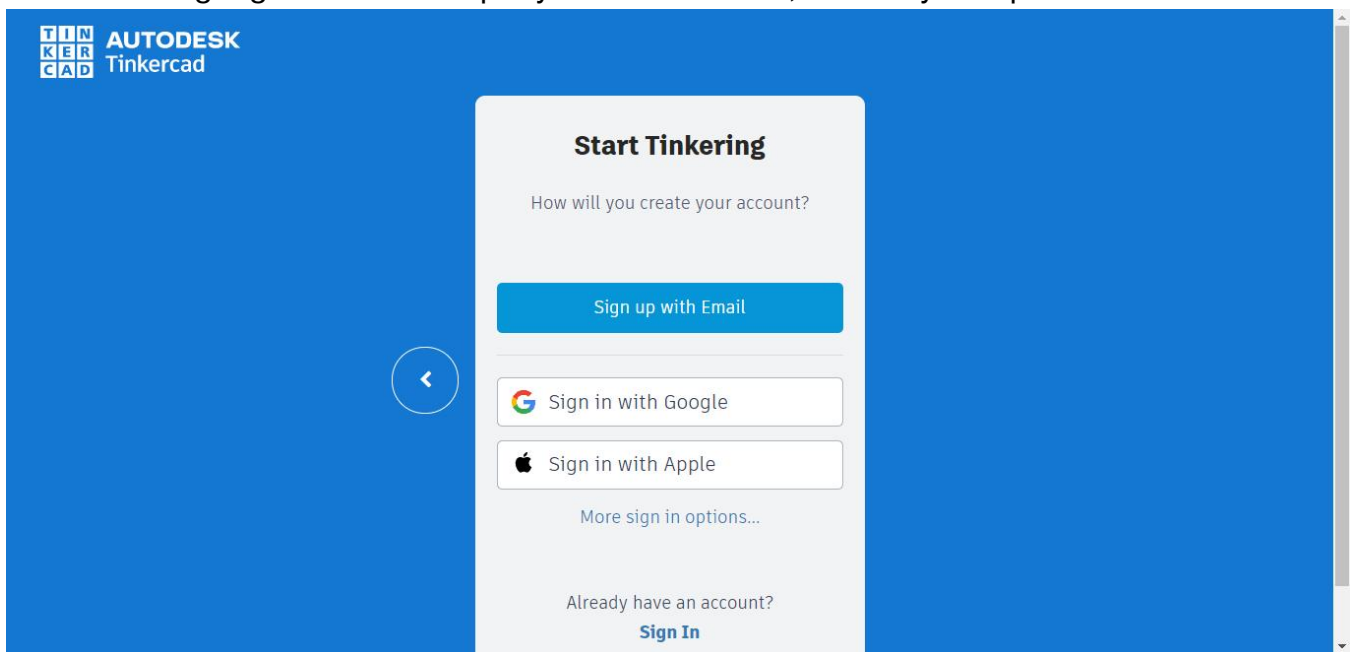 TIN
KER
CAD
AUTODESK
Tinkercad
Start Tinkering
How will you create your account?
Sign up with Email
Sign in with Google
Sign in with Apple
More sign in options...
Already have an account?
Sign In